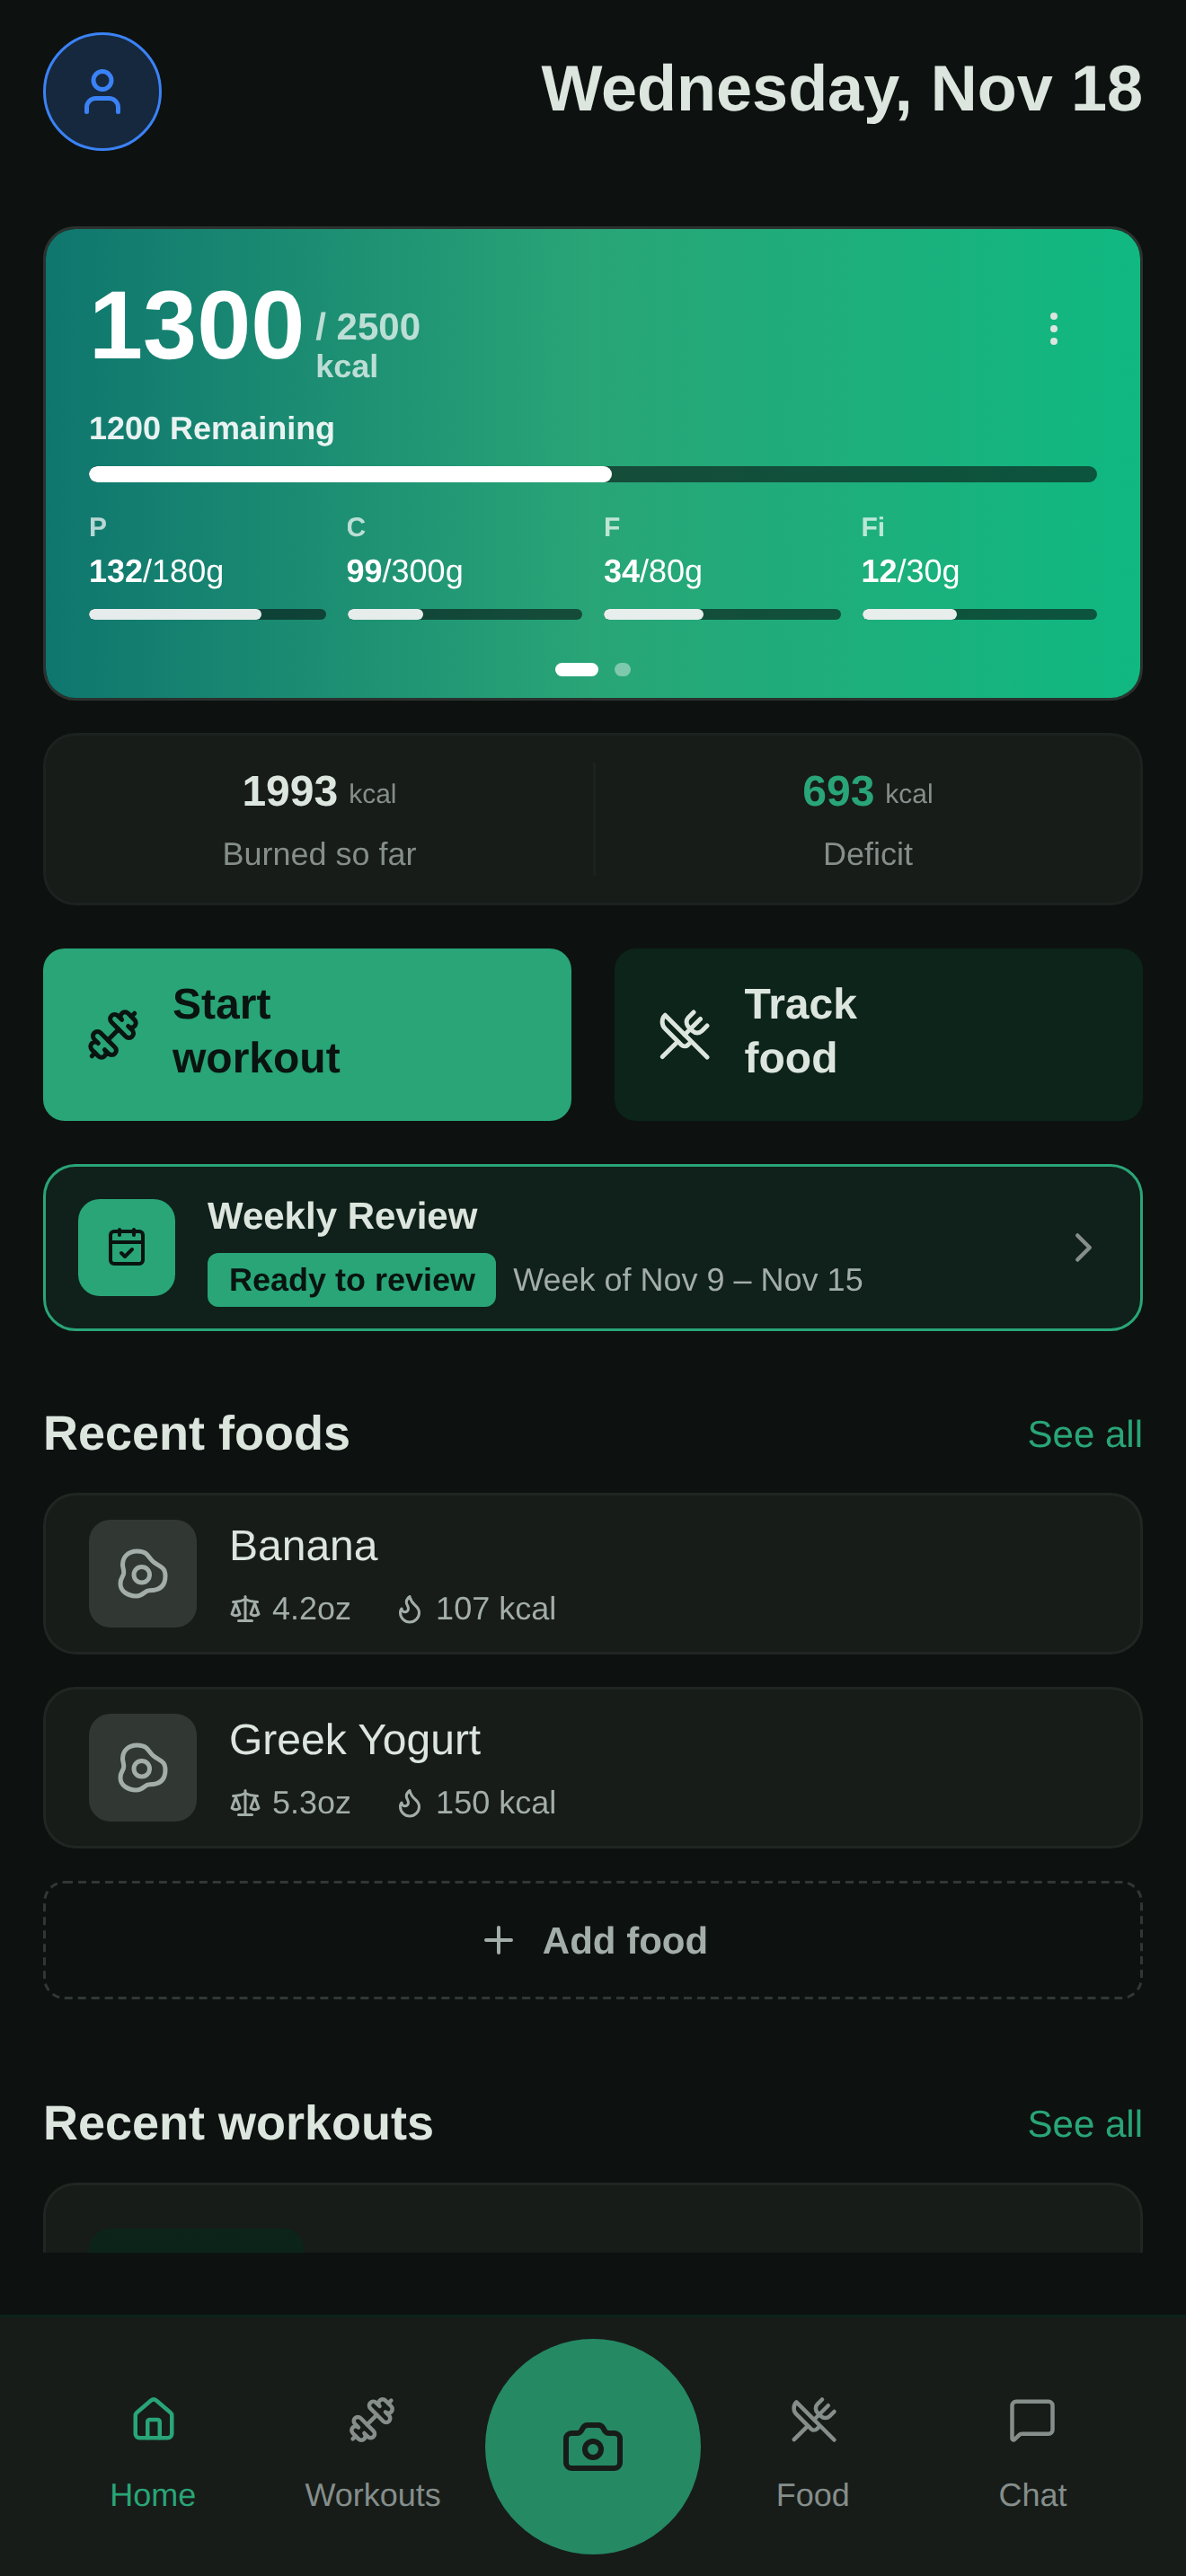 Wednesday, Nov 18
1300 / 2500
kcal
1200 Remaining
P C F Fi
132/180g 99/300g 34/80g 12/30g
1993 kcal 693 kcal
Burned so far Deficit
Start
workout
Track
food
Weekly Review
Ready to review Week of Nov 9 – Nov 15
Recent foods See all
Banana
4.2oz 107 kcal
Greek Yogurt
5.3oz 150 kcal
Add food
Recent workouts See all
Home Workouts Food Chat